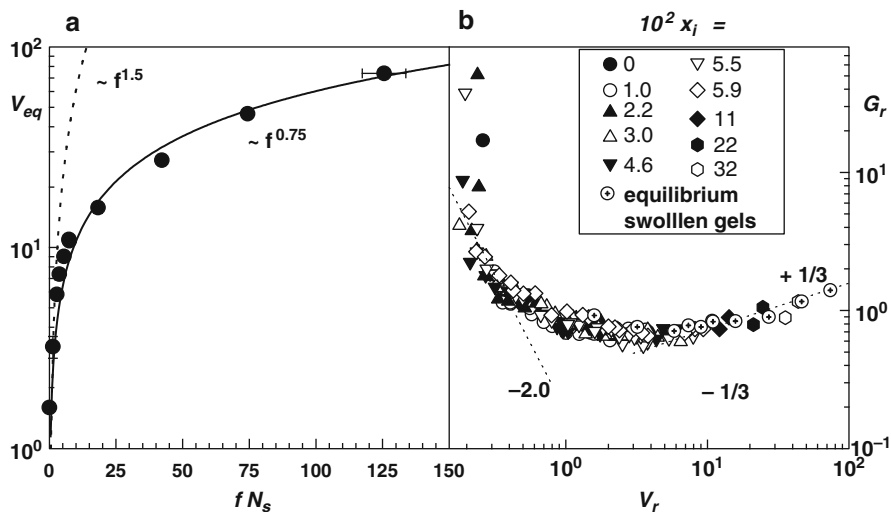 a
b
10² xᵢ =
10²
10¹
10⁰
V_eq
~ f^1.5
~ f^0.75
0
25
50
75
100
125
150
f N_s
0
1.0
2.2
3.0
4.6
5.5
5.9
11
22
32
equilibrium
swolllen gels
+ 1/3
−2.0
− 1/3
G_r
10¹
10⁰
10⁻¹
10⁰
10¹
10²
V_r